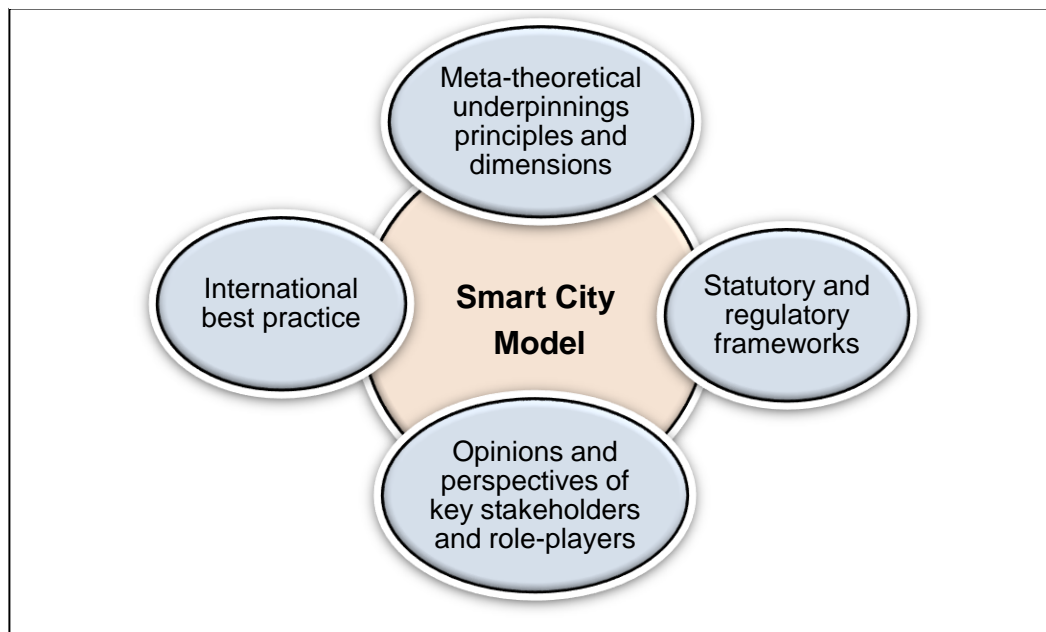 Meta-theoretical
underpinnings
principles and
dimensions
International
best practice
Smart City
Model
Statutory and
regulatory
frameworks
Opinions and
perspectives of
key stakeholders
and role-players